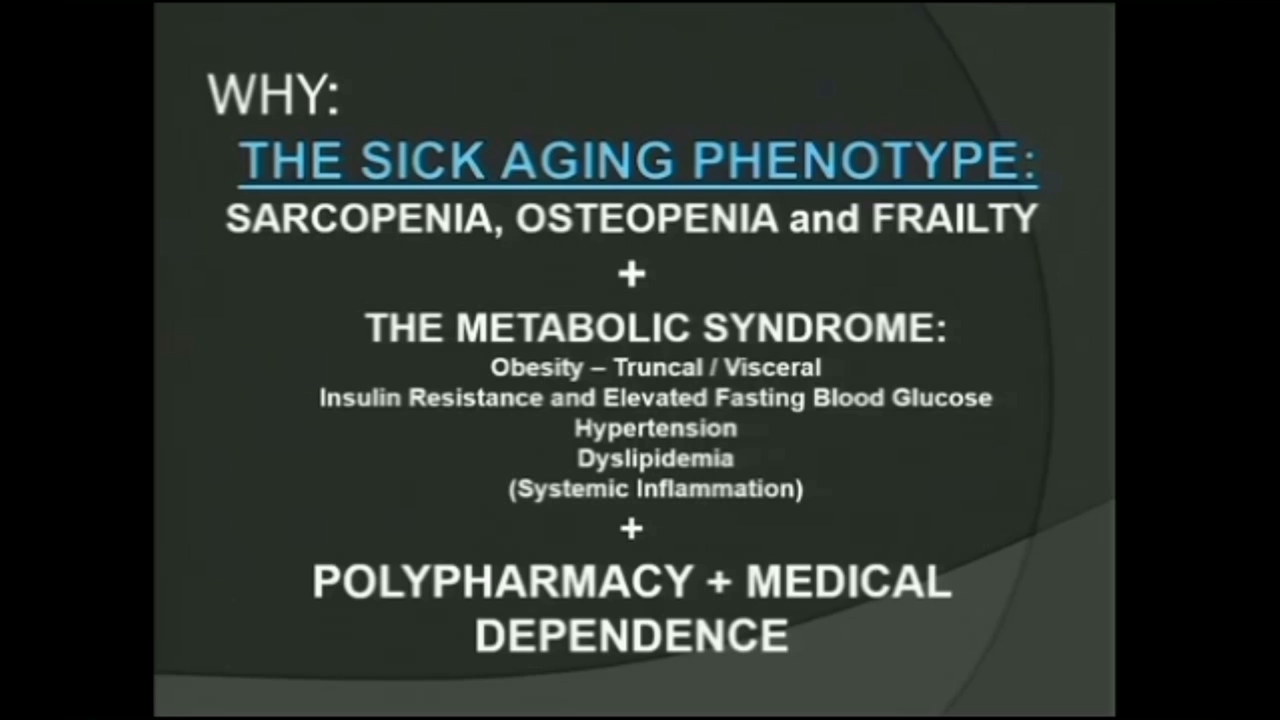 WHY:
THE SICK AGING PHENOTYPE:
SARCOPENIA, OSTEOPENIA and FRAILTY
+
THE METABOLIC SYNDROME:
Obesity – Truncal / Visceral
Insulin Resistance and Elevated Fasting Blood Glucose
Hypertension
Dyslipidemia
(Systemic Inflammation)
+
POLYPHARMACY + MEDICAL
DEPENDENCE